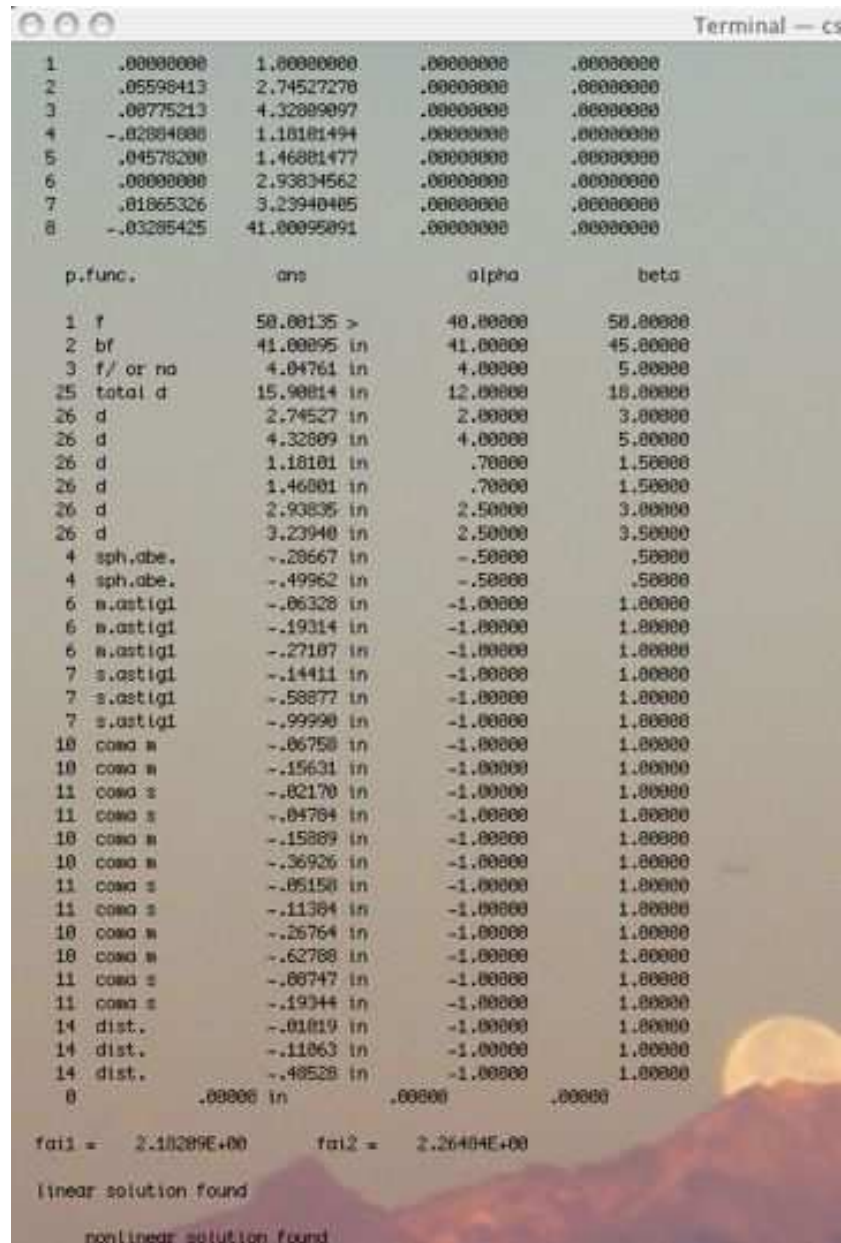 Terminal — cs
1 .00000000 1.00000000 .00000000 .00000000
2 .05598413 2.74527270 .00000000 .00000000
3 .00775213 4.32809097 .00000000 .00000000
4 -.02884888 1.18101494 .00000000 .00000000
5 .04578200 1.46801477 .00000000 .00000000
6 .00000000 2.93834562 .00000000 .00000000
7 .01865326 3.23940405 .00000000 .00000000
8 -.03285425 41.00095091 .00000000 .00000000
p.func. ans alpha beta
1 f 50.00135 > 40.00000 50.00000
2 bf 41.00095 in 41.00000 45.00000
3 f/ or na 4.04761 in 4.00000 5.00000
25 total d 15.90014 in 12.00000 18.00000
26 d 2.74527 in 2.00000 3.00000
26 d 4.32809 in 4.00000 5.00000
26 d 1.18101 in .70000 1.50000
26 d 1.46801 in .70000 1.50000
26 d 2.93835 in 2.50000 3.00000
26 d 3.23940 in 2.50000 3.50000
4 sph.abe. -.28667 in -.50000 .50000
4 sph.abe. -.49962 in -.50000 .50000
6 m.astig1 -.06328 in -1.00000 1.00000
6 m.astig1 -.19314 in -1.00000 1.00000
6 m.astig1 -.27107 in -1.00000 1.00000
7 s.astig1 -.14411 in -1.00000 1.00000
7 s.astig1 -.58877 in -1.00000 1.00000
7 s.astig1 -.99990 in -1.00000 1.00000
10 coma m -.06758 in -1.00000 1.00000
10 coma m -.15631 in -1.00000 1.00000
11 coma s -.02170 in -1.00000 1.00000
11 coma s -.04784 in -1.00000 1.00000
10 coma m -.15889 in -1.00000 1.00000
10 coma m -.36926 in -1.00000 1.00000
11 coma s -.05150 in -1.00000 1.00000
11 coma s -.11384 in -1.00000 1.00000
10 coma m -.26764 in -1.00000 1.00000
10 coma m -.62788 in -1.00000 1.00000
11 coma s -.08747 in -1.00000 1.00000
11 coma s -.19344 in -1.00000 1.00000
14 dist. -.01019 in -1.00000 1.00000
14 dist. -.11063 in -1.00000 1.00000
14 dist. -.48528 in -1.00000 1.00000
0 .00000 in .00000 .00000
fai1 = 2.18289E+00 fai2 = 2.26484E+00
linear solution found
nonlinear solution found